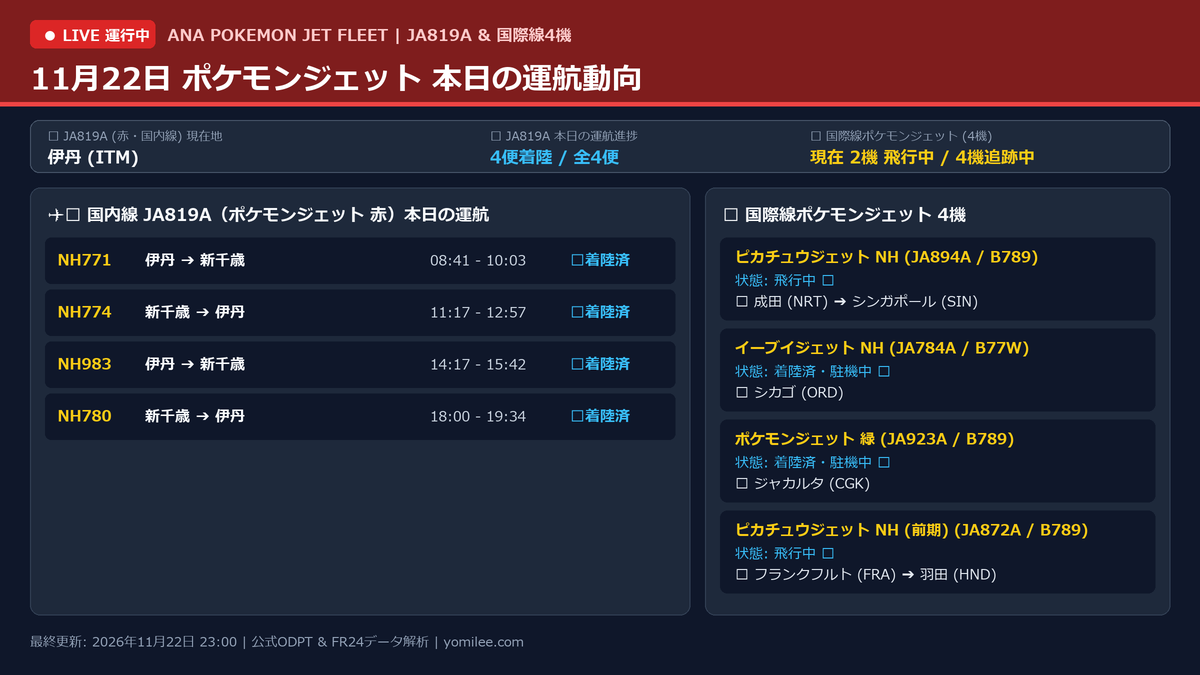 ● LIVE 運行中 ANA POKEMON JET FLEET | JA819A & 国際線4機
11月22日 ポケモンジェット 本日の運航動向
□ JA819A (赤・国内線) 現在地
伊丹 (ITM)
□ JA819A 本日の運航進捗
4便着陸 / 全4便
□ 国際線ポケモンジェット (4機)
現在 2機 飛行中 / 4機追跡中
✈□ 国内線 JA819A（ポケモンジェット 赤）本日の運航
NH771 伊丹 → 新千歳 08:41 - 10:03 □着陸済
NH774 新千歳 → 伊丹 11:17 - 12:57 □着陸済
NH983 伊丹 → 新千歳 14:17 - 15:42 □着陸済
NH780 新千歳 → 伊丹 18:00 - 19:34 □着陸済
□ 国際線ポケモンジェット 4機
ピカチュウジェット NH (JA894A / B789)
状態: 飛行中 □
□ 成田 (NRT) → シンガポール (SIN)
イーブイジェット NH (JA784A / B77W)
状態: 着陸済・駐機中 □
□ シカゴ (ORD)
ポケモンジェット 緑 (JA923A / B789)
状態: 着陸済・駐機中 □
□ ジャカルタ (CGK)
ピカチュウジェット NH (前期) (JA872A / B789)
状態: 飛行中 □
□ フランクフルト (FRA) → 羽田 (HND)
最終更新: 2026年11月22日 23:00 | 公式ODPT & FR24データ解析 | yomilee.com